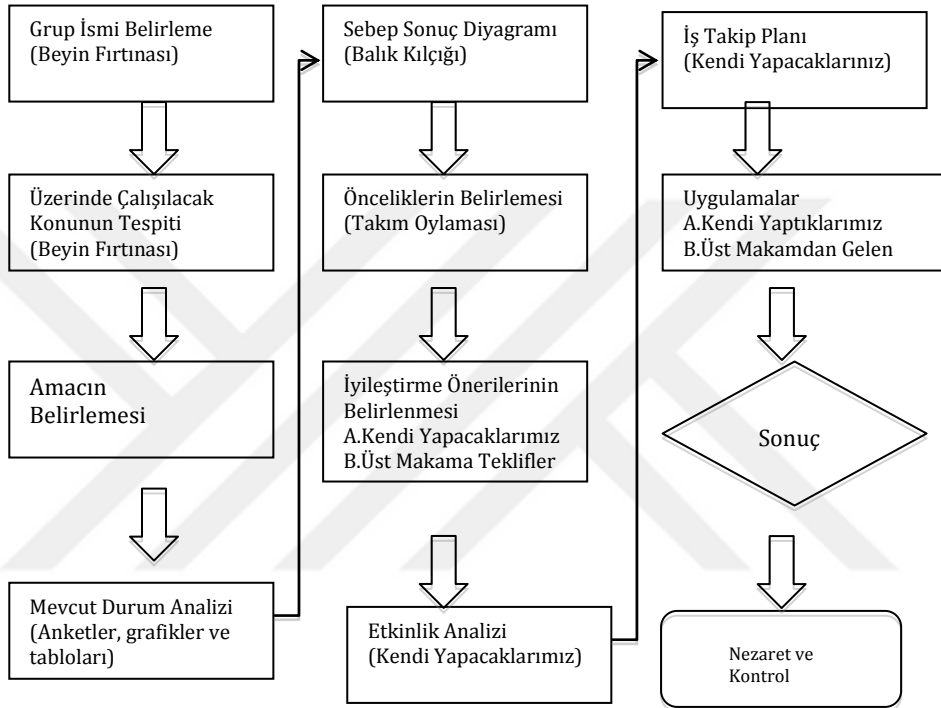 Grup İsmi Belirleme
(Beyin Fırtınası)
Üzerinde Çalışılacak
Konunun Tespiti
(Beyin Fırtınası)
Amacın
Belirlemesi
Mevcut Durum Analizi
(Anketler, grafikler ve
tabloları)
Sebep Sonuç Diyagramı
(Balık Kılçığı)
Önceliklerin Belirlemesi
(Takım Oylaması)
İyileştirme Önerilerinin
Belirlenmesi
A.Kendi Yapacaklarımız
B.Üst Makama Teklifler
Etkinlik Analizi
(Kendi Yapacaklarımız)
İş Takip Planı
(Kendi Yapacaklarınız)
Uygulamalar
A.Kendi Yaptıklarımız
B.Üst Makamdan Gelen
Sonuç
Nezaret ve
Kontrol